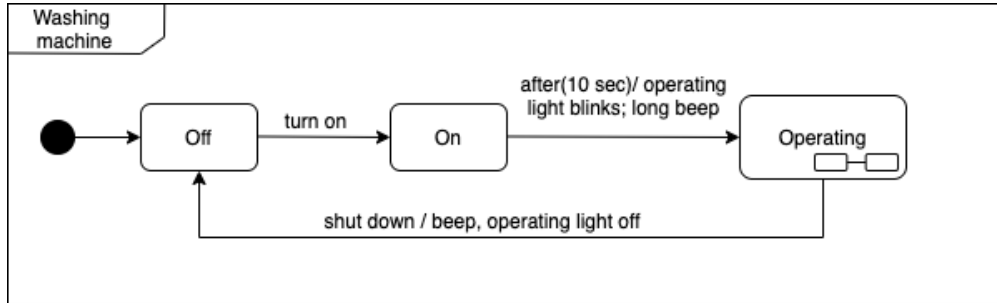 Washing
machine
Off
turn on
On
after(10 sec)/ operating
light blinks; long beep
Operating
shut down / beep, operating light off